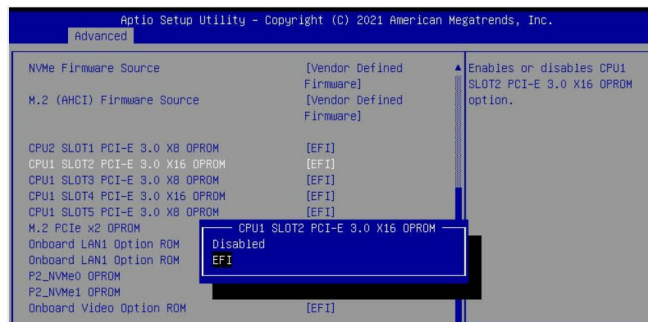 Aptio Setup Utility – Copyright (C) 2021 American Megatrends, Inc.
Advanced
NVMe Firmware Source [Vendor Defined
Firmware]
M.2 (AHCI) Firmware Source [Vendor Defined
Firmware]
CPU2 SLOT1 PCI-E 3.0 X8 OPROM [EFI]
CPU1 SLOT2 PCI-E 3.0 X16 OPROM [EFI]
CPU1 SLOT3 PCI-E 3.0 X8 OPROM [EFI]
CPU1 SLOT4 PCI-E 3.0 X16 OPROM [EFI]
CPU1 SLOT5 PCI-E 3.0 X8 OPROM [EFI]
M.2 PCIe x2 OPROM
Onboard LAN1 Option ROM
Onboard LAN1 Option ROM
P2_NVMe0 OPROM
P2_NVMe1 OPROM
Onboard Video Option ROM [EFI]
CPU1 SLOT2 PCI-E 3.0 X16 OPROM
Disabled
EFI
Enables or disables CPU1
SLOT2 PCI-E 3.0 X16 OPROM
option.